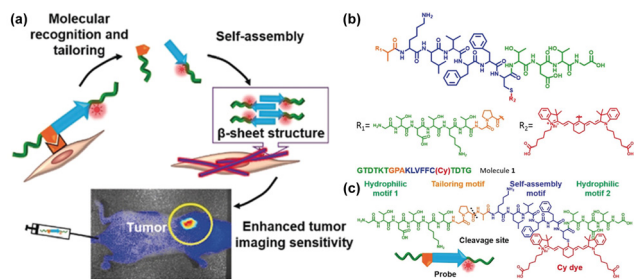 (a)
Molecular
recognition and
tailoring
Self-assembly
β-sheet structure
Tumor
Enhanced tumor
imaging sensitivity
(b)
NH₂
R₁
R₂
R₁=
R₂=
GTDTKTGPAKLVFFC(Cy)TDTG Molecule 1
(c)
Hydrophilic
motif 1
Tailoring motif
Self-assembly
motif
Hydrophilic
motif 2
Cleavage site
Probe
Cy dye